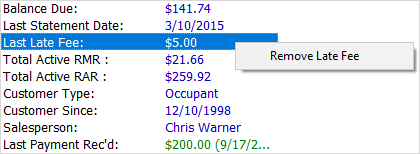 Balance Due: $141.74
Last Statement Date: 3/10/2015
Last Late Fee: $5.00
Remove Late Fee
Total Active RMR : $21.66
Total Active RAR : $259.92
Customer Type: Occupant
Customer Since: 12/10/1998
Salesperson: Chris Warner
Last Payment Rec'd: $200.00 (9/17/2...